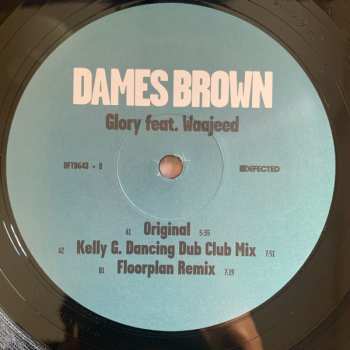 DAMES BROWN
Glory feat. Waajeed
DFTD643 - B
DEFECTED
A1 Original 5:35
A2 Kelly G. Dancing Dub Club Mix 7:51
B1 Floorplan Remix 7:19